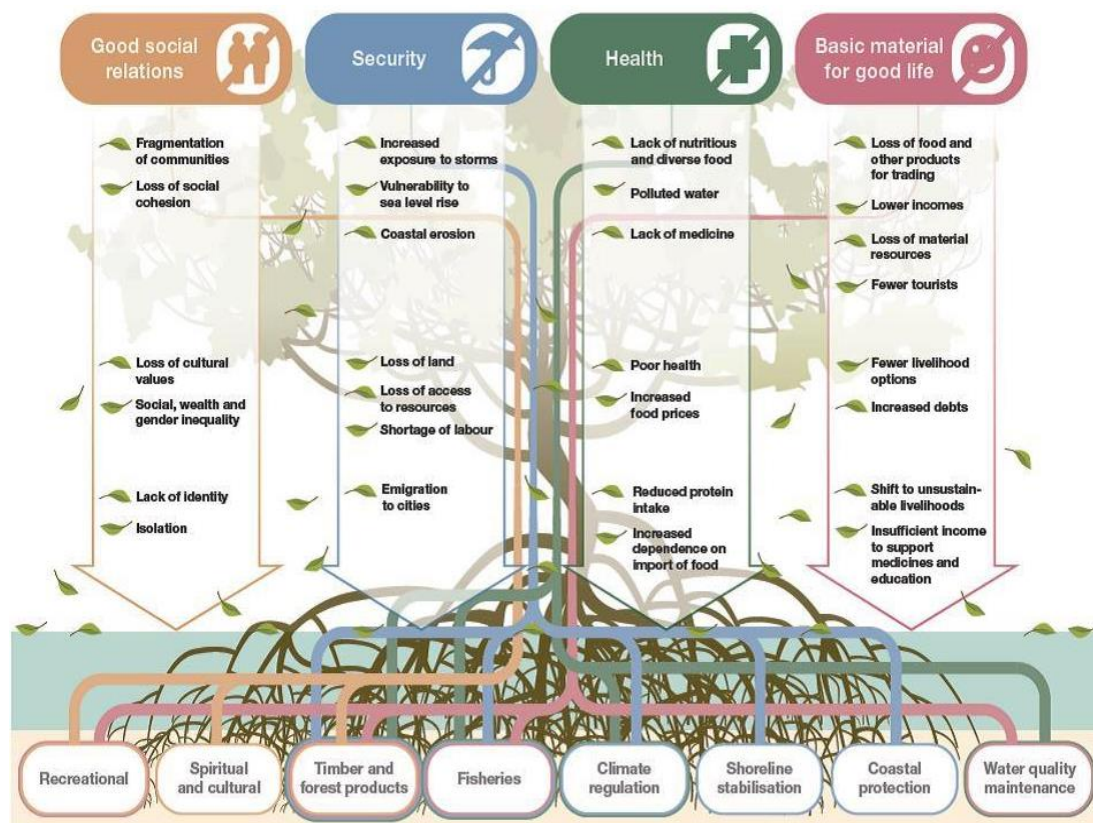 Good social
relations
Security
Health
Basic material
for good life
Fragmentation
of communities
Loss of social
cohesion
Loss of cultural
values
Social, wealth and
gender inequality
Lack of identity
Isolation
Increased
exposure to storms
Vulnerability to
sea level rise
Coastal erosion
Loss of land
Loss of access
to resources
Shortage of labour
Emigration
to cities
Lack of nutritious
and diverse food
Polluted water
Lack of medicine
Poor health
Increased
food prices
Reduced protein
intake
Increased
dependence on
import of food
Loss of food and
other products
for trading
Lower incomes
Loss of material
resources
Fewer tourists
Fewer livelihood
options
Increased debts
Shift to unsustain-
able livelihoods
Insufficient income
to support
medicines and
education
Recreational
Spiritual
and cultural
Timber and
forest products
Fisheries
Climate
regulation
Shoreline
stabilisation
Coastal
protection
Water quality
maintenance